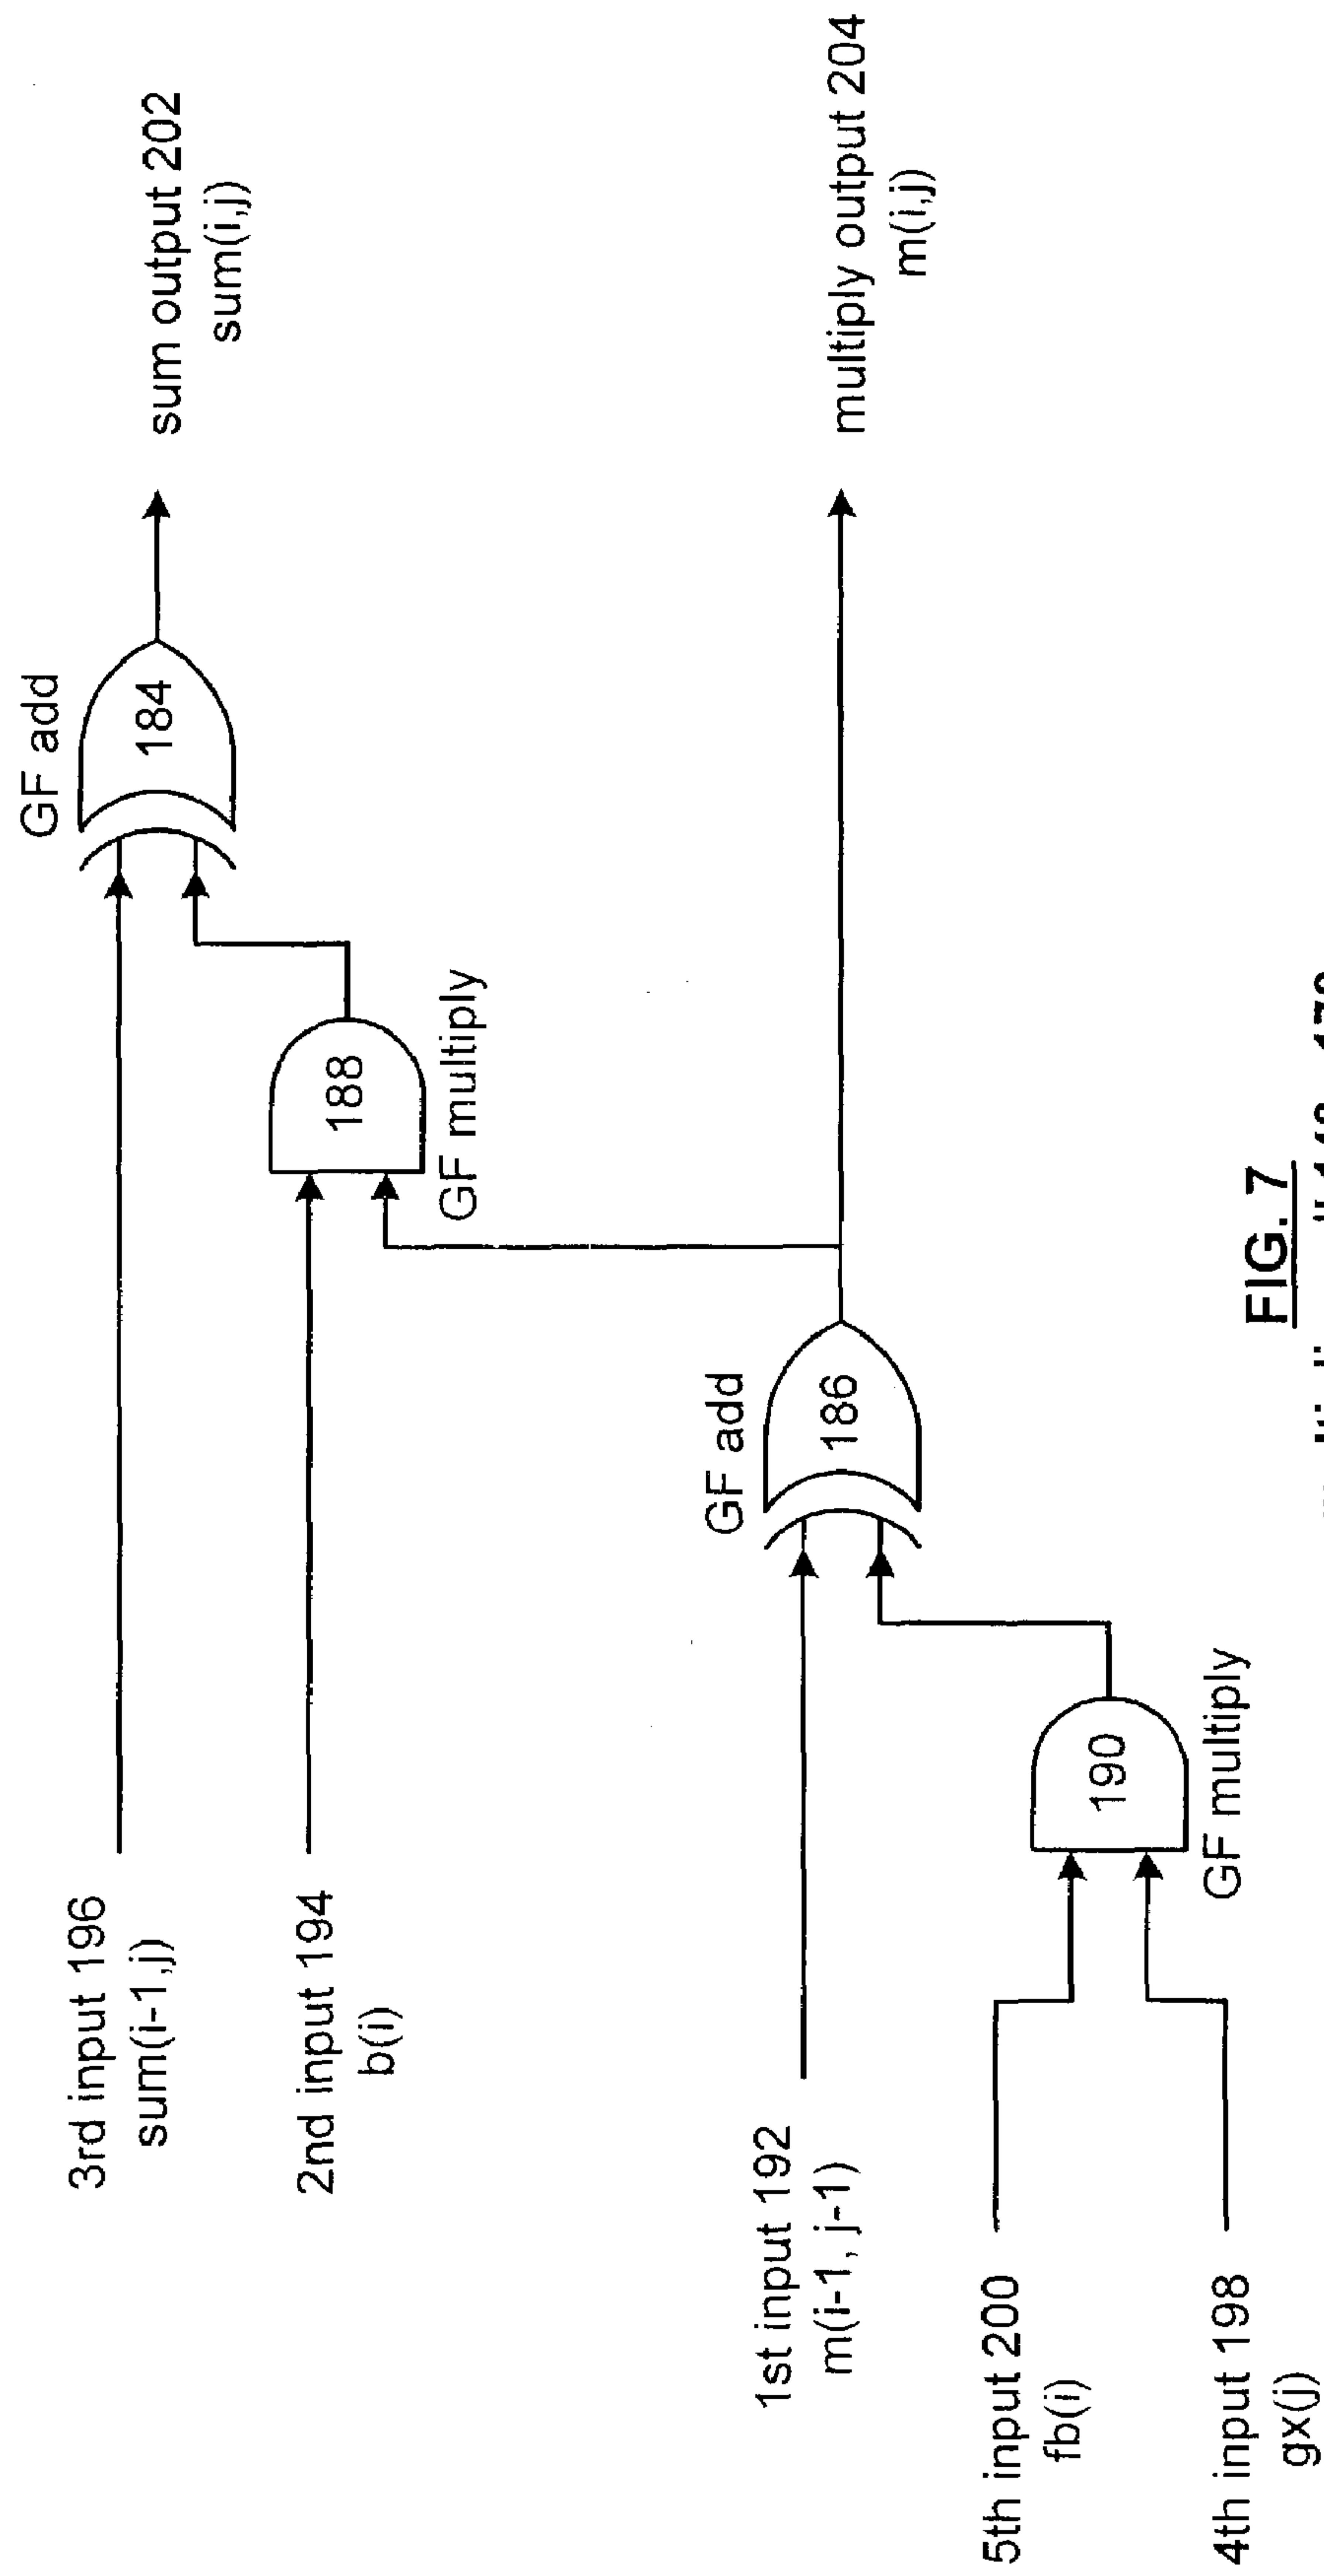 3rd input 196
sum(i-1,j)
2nd input 194
b(i)
1st input 192
m(i-1, j-1)
5th input 200
fb(i)
4th input 198
gx(j)
GF add
184
sum output 202
sum(i,j)
188
GF multiply
GF add
186
multiply output 204
m(i,j)
190
GF multiply
FIG. 7